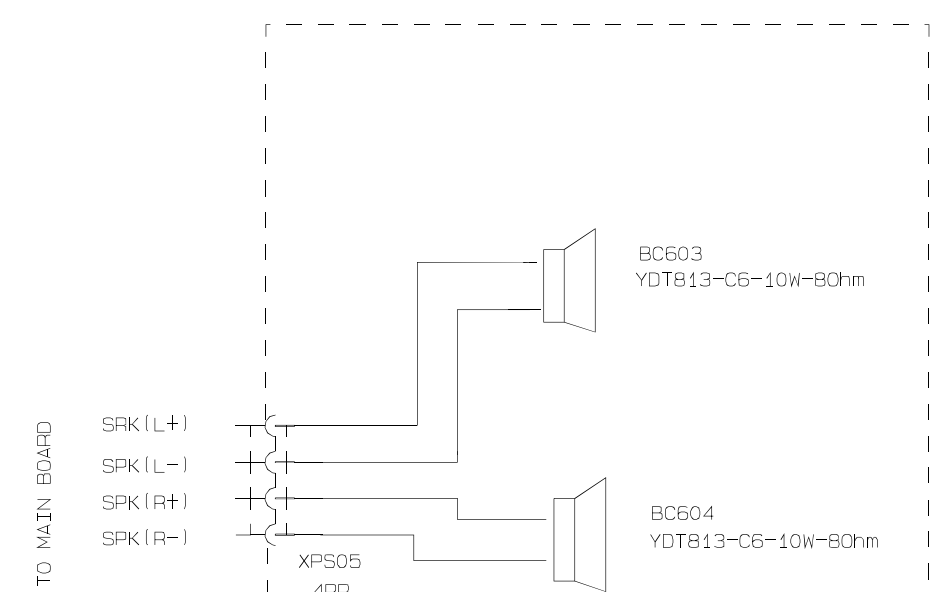 BC603
YDT813-C6-10W-8Ohm
SRK(L+)
SPK(L-)
SPK(R+)
SPK(R-)
TO MAIN BOARD
BC604
YDT813-C6-10W-8Ohm
XPS05